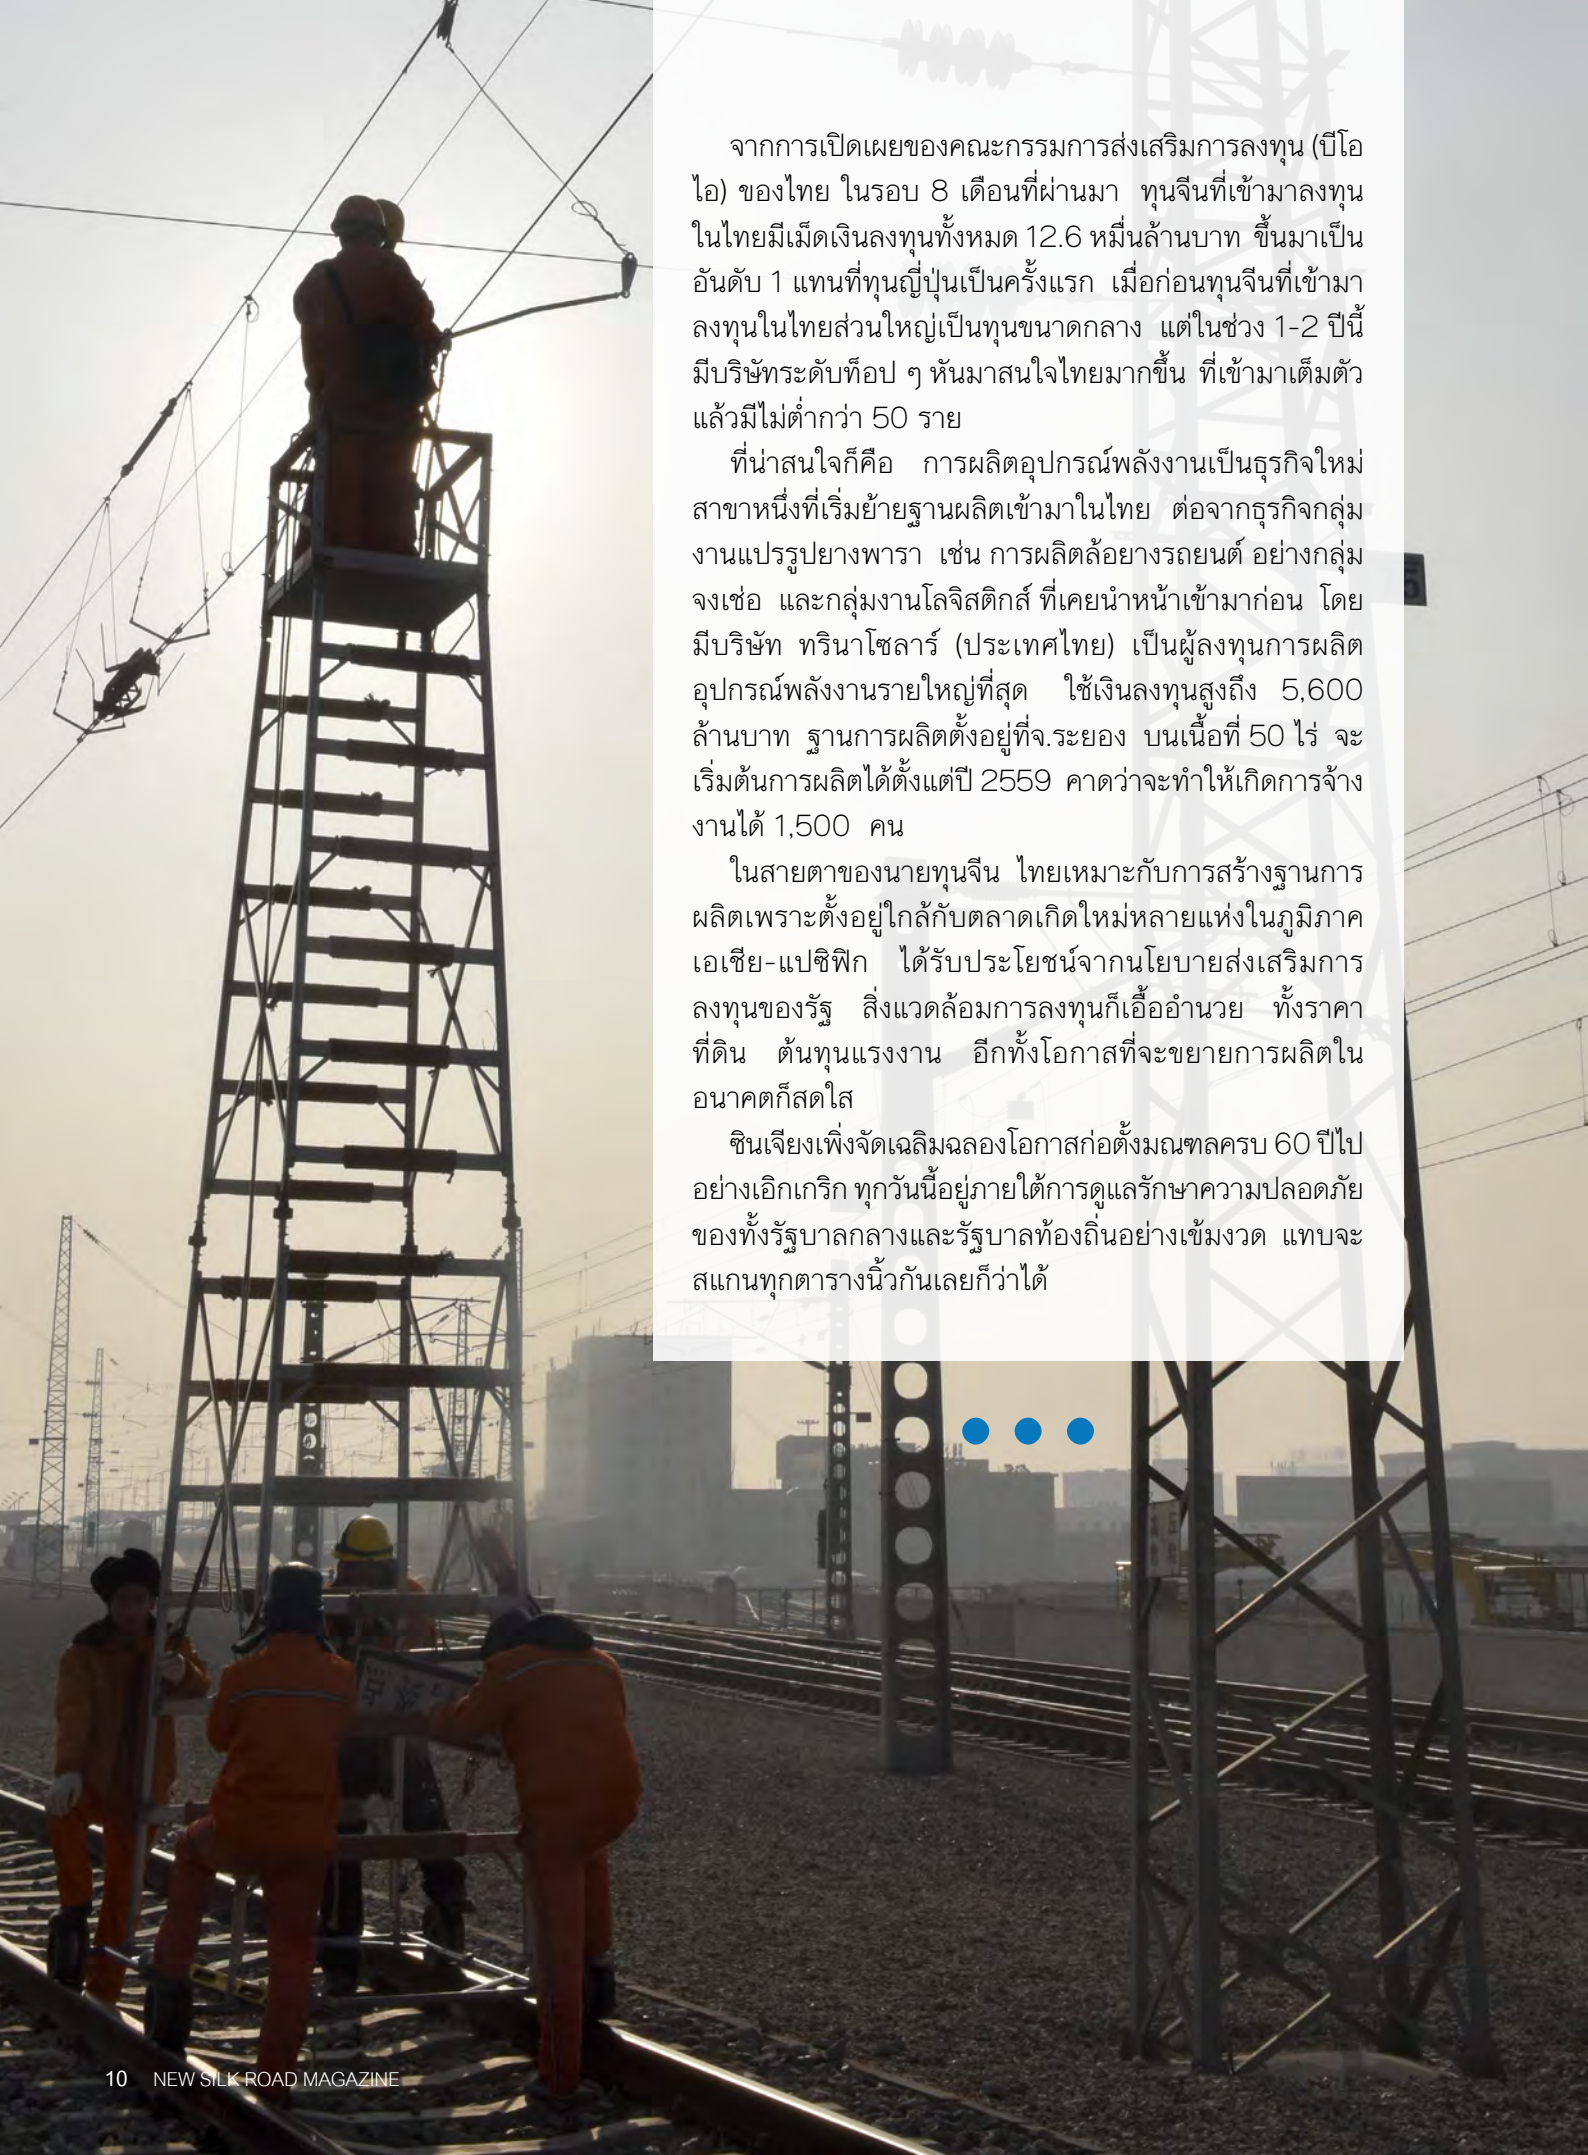 จากการเปิดเผยของคณะกรรมการส่งเสริมการลงทุน (บีโอ
ไอ) ของไทย ในรอบ 8 เดือนที่ผ่านมา ทุนจีนที่เข้ามาลงทุน
ในไทยมีเม็ดเงินลงทุนทั้งหมด 12.6 หมื่นล้านบาท ขึ้นมาเป็น
อันดับ 1 แทนที่ทุนญี่ปุ่นเป็นครั้งแรก เมื่อก่อนทุนจีนที่เข้ามา
ลงทุนในไทยส่วนใหญ่เป็นทุนขนาดกลาง แต่ในช่วง 1-2 ปีนี้
มีบริษัทระดับท็อป ๆ หันมาสนใจไทยมากขึ้น ที่เข้ามาเต็มตัว
แล้วมีไม่ต่ำกว่า 50 ราย
ที่น่าสนใจก็คือ การผลิตอุปกรณ์พลังงานเป็นธุรกิจใหม่
สาขาหนึ่งที่เริ่มย้ายฐานผลิตเข้ามาในไทย ต่อจากธุรกิจกลุ่ม
งานแปรรูปยางพารา เช่น การผลิตล้อยางรถยนต์ อย่างกลุ่ม
จงเช่อ และกลุ่มงานโลจิสติกส์ ที่เคยนำหน้าเข้ามาก่อน โดย
มีบริษัท ทรินาโซลาร์ (ประเทศไทย) เป็นผู้ลงทุนการผลิต
อุปกรณ์พลังงานรายใหญ่ที่สุด ใช้เงินลงทุนสูงถึง 5,600
ล้านบาท ฐานการผลิตตั้งอยู่ที่จ.ระยอง บนเนื้อที่ 50 ไร่ จะ
เริ่มต้นการผลิตได้ตั้งแต่ปี 2559 คาดว่าจะทำให้เกิดการจ้าง
งานได้ 1,500 คน
ในสายตาของนายทุนจีน ไทยเหมาะกับการสร้างฐานการ
ผลิตเพราะตั้งอยู่ใกล้กับตลาดเกิดใหม่หลายแห่งในภูมิภาค
เอเชีย-แปซิฟิก ได้รับประโยชน์จากนโยบายส่งเสริมการ
ลงทุนของรัฐ สิ่งแวดล้อมการลงทุนก็เอื้ออำนวย ทั้งราคา
ที่ดิน ต้นทุนแรงงาน อีกทั้งโอกาสที่จะขยายการผลิตใน
อนาคตก็สดใส
ซินเจียงเพิ่งจัดเฉลิมฉลองโอกาสก่อตั้งมณฑลครบ 60 ปีไป
อย่างเอิกเกริก ทุกวันนี้อยู่ภายใต้การดูแลรักษาความปลอดภัย
ของทั้งรัฐบาลกลางและรัฐบาลท้องถิ่นอย่างเข้มงวด แทบจะ
สแกนทุกตารางนิ้วกันเลยก็ว่าได้
10 NEW SILK ROAD MAGAZINE